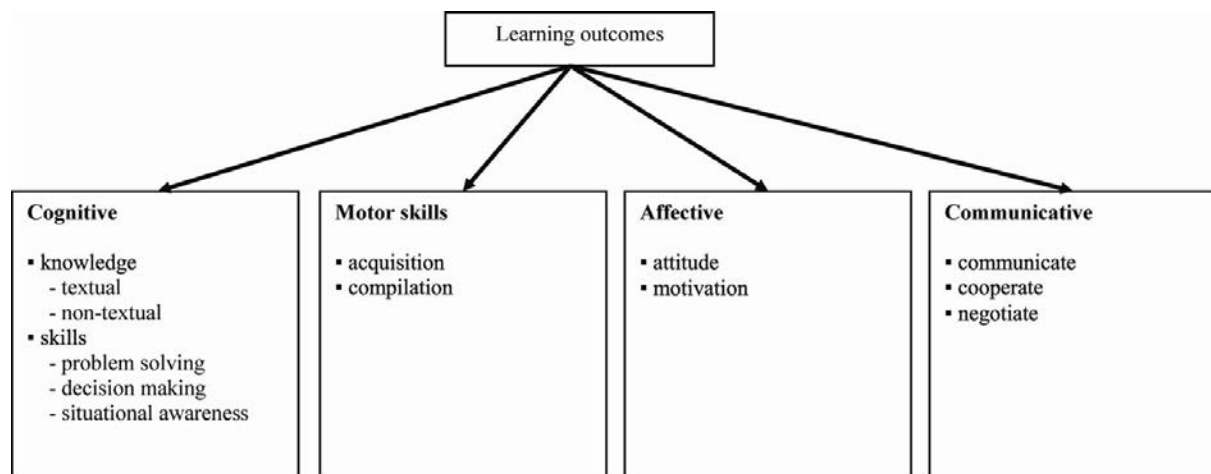 Learning outcomes
Cognitive
▪ knowledge
- textual
- non-textual
▪ skills
- problem solving
- decision making
- situational awareness
Motor skills
▪ acquisition
▪ compilation
Affective
▪ attitude
▪ motivation
Communicative
▪ communicate
▪ cooperate
▪ negotiate